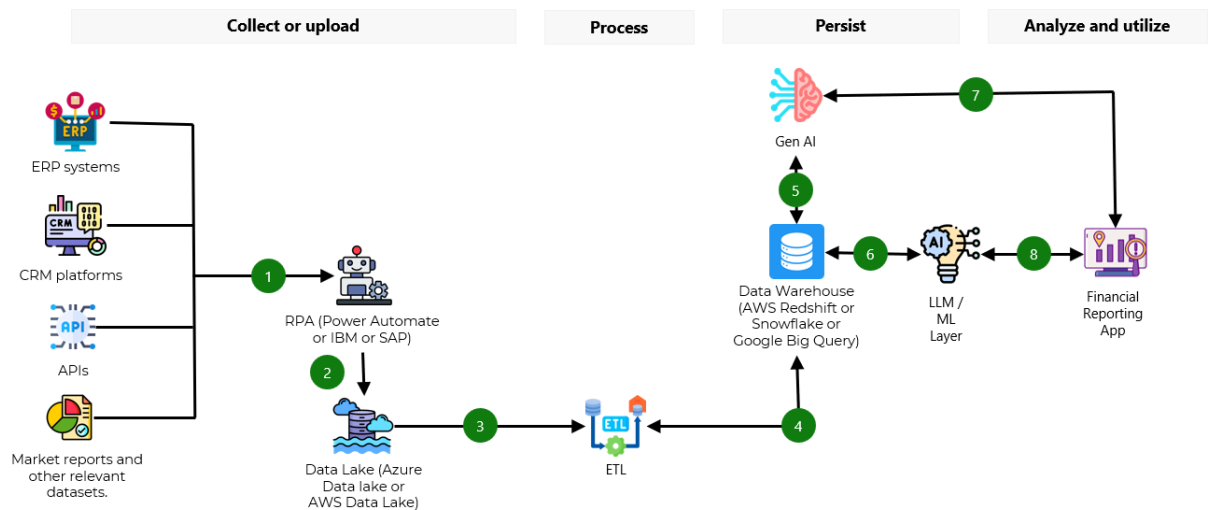 Collect or upload
Process
Persist
Analyze and utilize
ERP
ERP systems
CRM
010
101
010
CRM platforms
API
APIs
Market reports and
other relevant
datasets.
1
RPA (Power Automate
or IBM or SAP)
2
Data Lake (Azure
Data lake or
AWS Data Lake)
3
ETL
ETL
4
Gen AI
5
Data Warehouse
(AWS Redshift or
Snowflake or
Google Big Query)
6
AI
LLM /
ML
Layer
7
8
Financial
Reporting
App